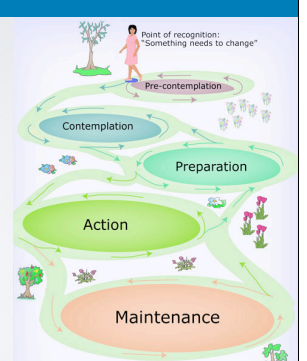 Point of recognition:
"Something needs to change"
Pre-contemplation
Contemplation
Preparation
Action
Maintenance